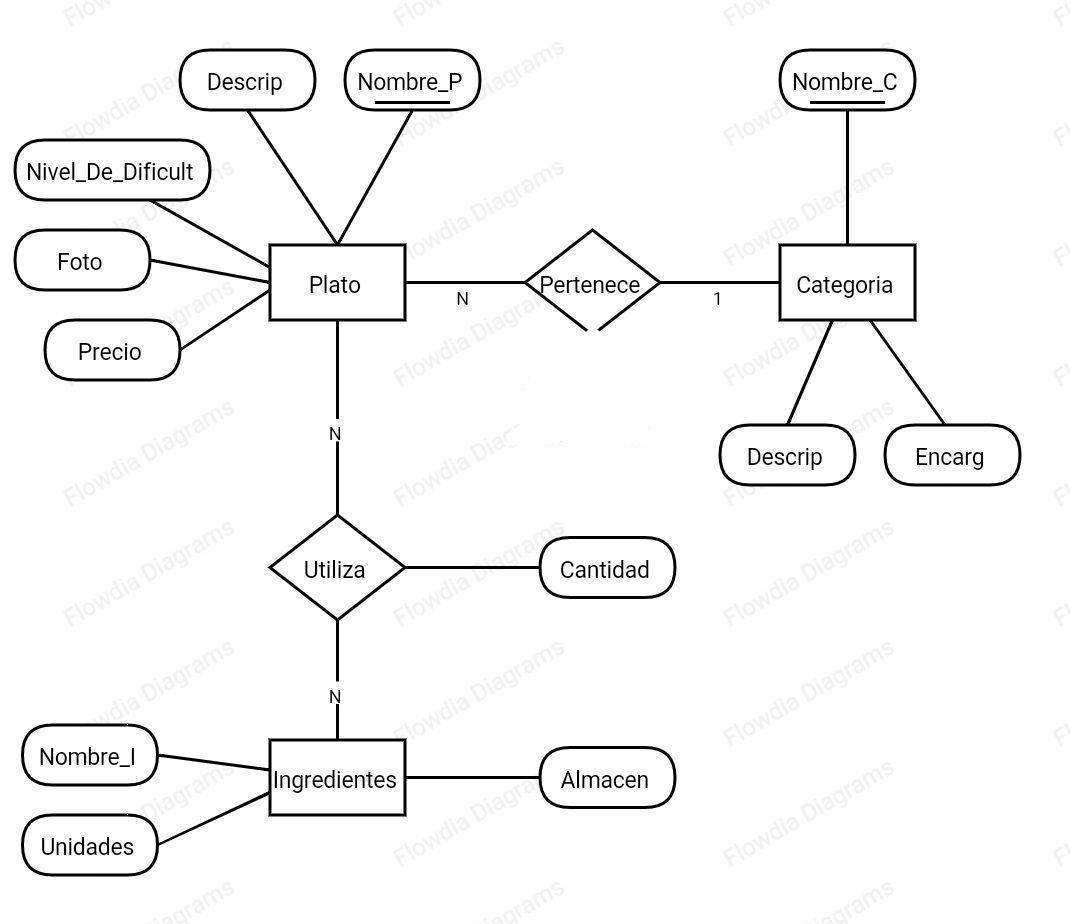 Descrip
Nombre_P
Nombre_C
Nivel_De_Dificult
Foto
Plato
Pertenece
Categoria
N
1
Precio
N
Descrip
Encarg
Utiliza
Cantidad
N
Nombre_I
Ingredientes
Almacen
Unidades
Flowdia Diagrams